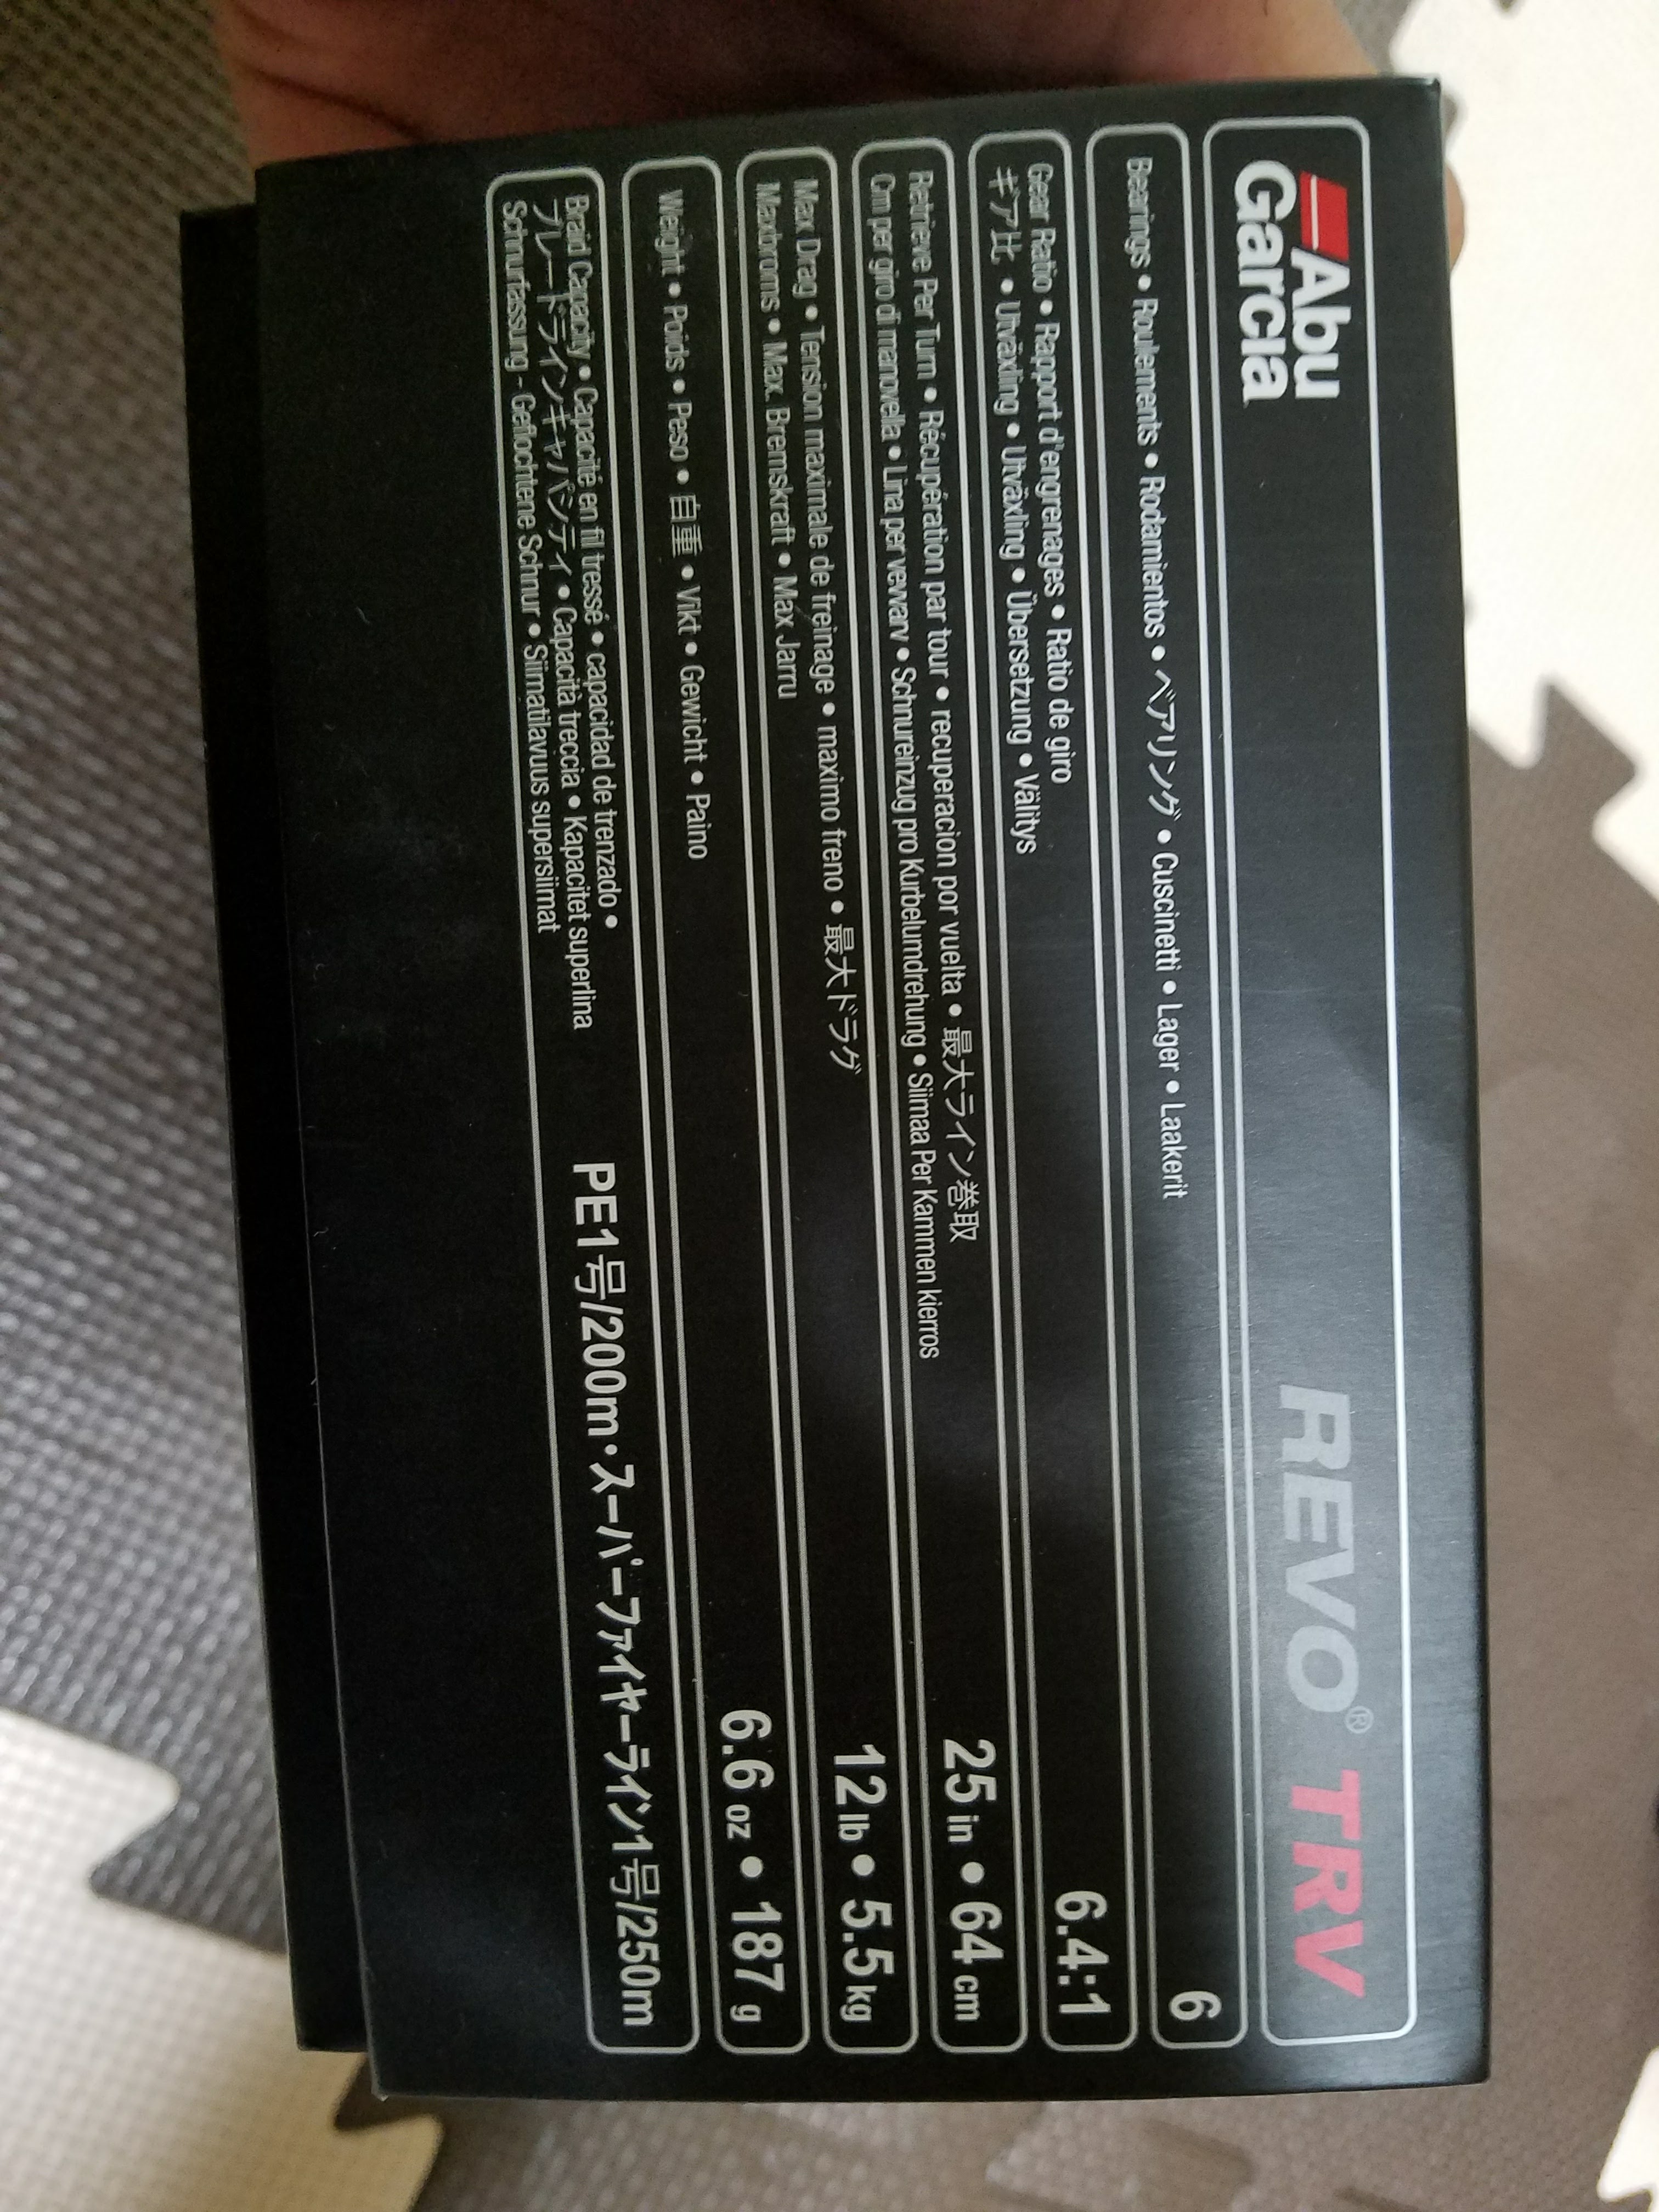 Abu
Garcia
REVO® TRV
Bearings • Roulements • Rodamientos • ベアリング • Cuscinetti • Lager • Laakerit
6
Gear Ratio • Rapport d'engrenages • Ratio de giro
ギア比 • Utväxling • Utväxling • Übersetzung • Välitys
6.4:1
Retrieve Per Turn • Récupération par tour • recuperacion por vuelta • 最大ライン巻取
Cm per giro di manovella • Lina per vevvarv • Schnureinzug pro Kurbelumdrehung • Siimaa Per Kammen kierros
25 in • 64 cm
Max Drag • Tension maximale de freinage • maximo freno • 最大ドラグ
Maxbroms • Max. Bremskraft • Max Jarru
12 lb • 5.5 kg
Weight • Poids • Peso • 自重 • Vikt • Gewicht • Paino
6.6 oz • 187 g
Braid Capacity • Capacité en fil tressé • capacidad de trenzado •
ブレードラインキャパシティ • Capacità treccia • Kapacitet superlina
Schnurfassung - Geflochtene Schnur • Siimatilavuus supersiimat
PE1号/200m・スーパーファイヤーライン1号/250m